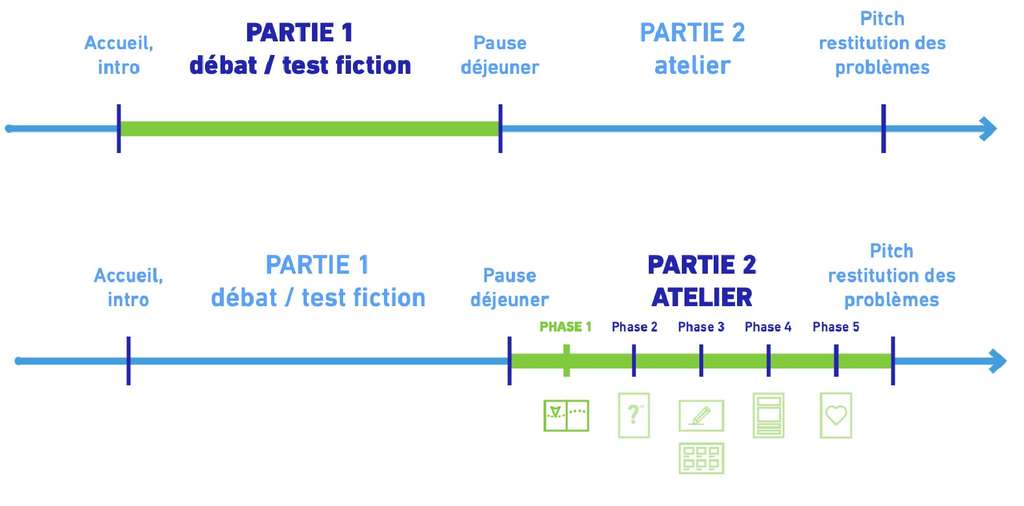 Accueil,
intro
PARTIE 1
débat / test fiction
Pause
déjeuner
PARTIE 2
atelier
Pitch
restitution des
problèmes
Accueil,
intro
PARTIE 1
débat / test fiction
Pause
déjeuner
PARTIE 2
ATELIER
Pitch
restitution des
problèmes
PHASE 1
Phase 2
Phase 3
Phase 4
Phase 5
?